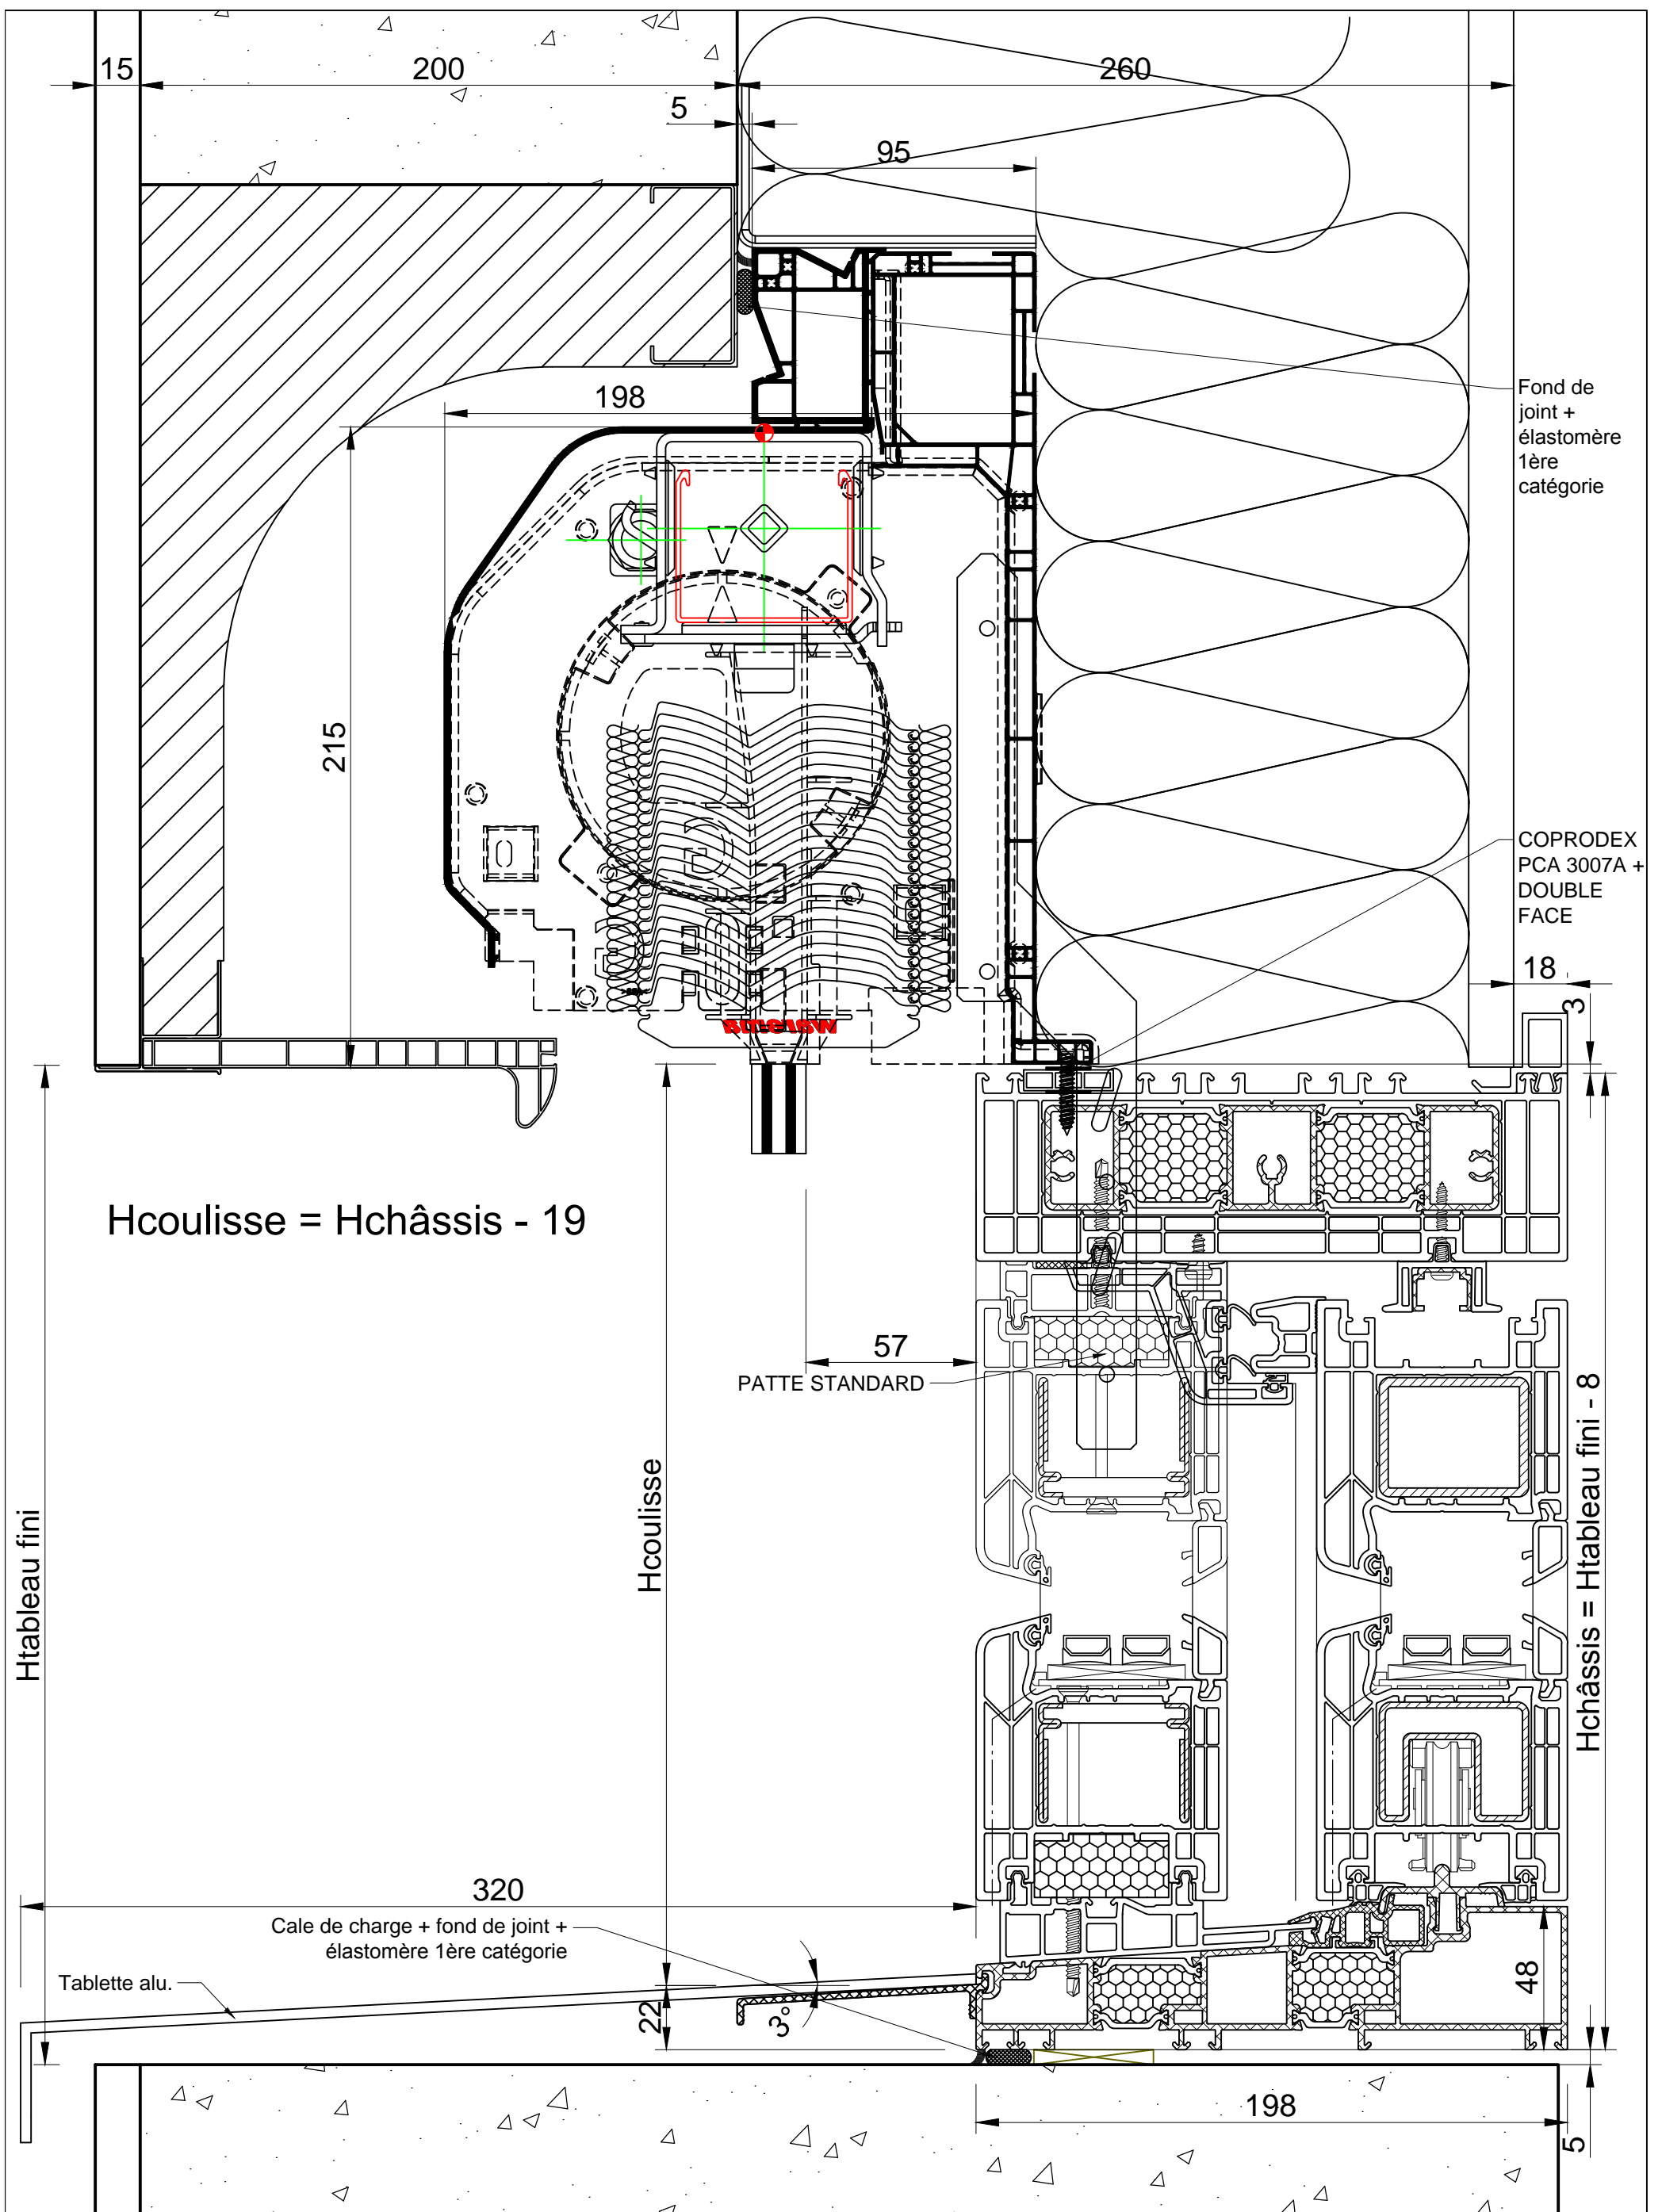 15
200
260
5
95
198
Fond de
joint +
élastomère
1ère
catégorie
215
COPRODEX
PCA 3007A +
DOUBLE
FACE
18
3
Hcoulisse = Hchâssis - 19
57
PATTE STANDARD
Hchâssis = Htableau fini - 8
Hcoulisse
Htableau fini
320
Cale de charge + fond de joint +
élastomère 1ère catégorie
Tablette alu.
22
3°
48
198
5